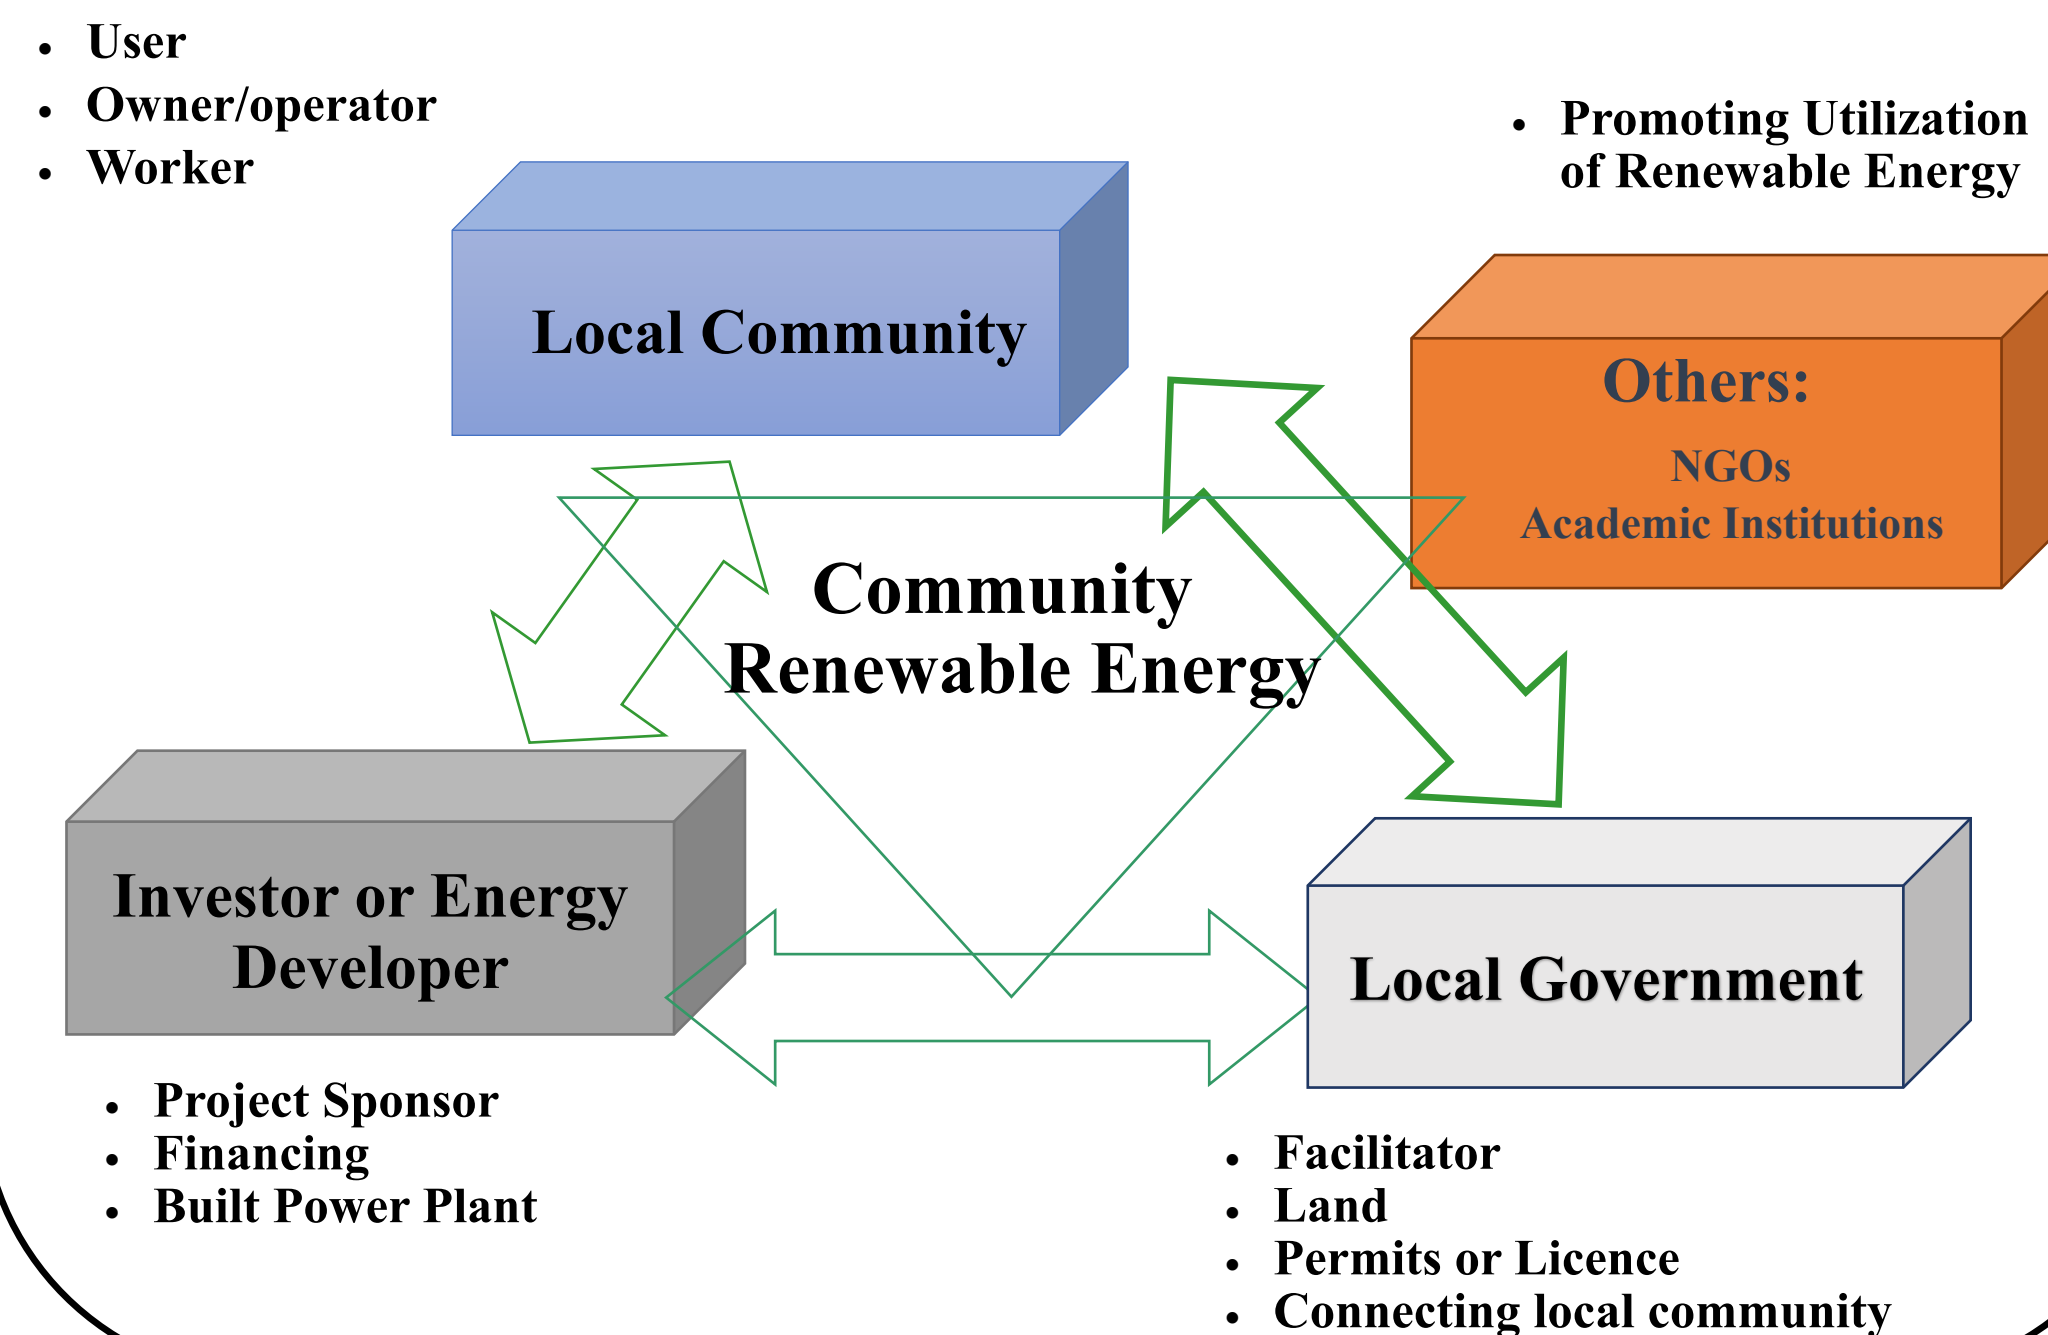 User
Owner/operator
Worker
Promoting Utilization
of Renewable Energy
Local Community
Others:
NGOs
Academic Institutions
Community
Renewable Energy
Investor or Energy
Developer
Local Government
Project Sponsor
Financing
Built Power Plant
Facilitator
Land
Permits or Licence
Connecting local community